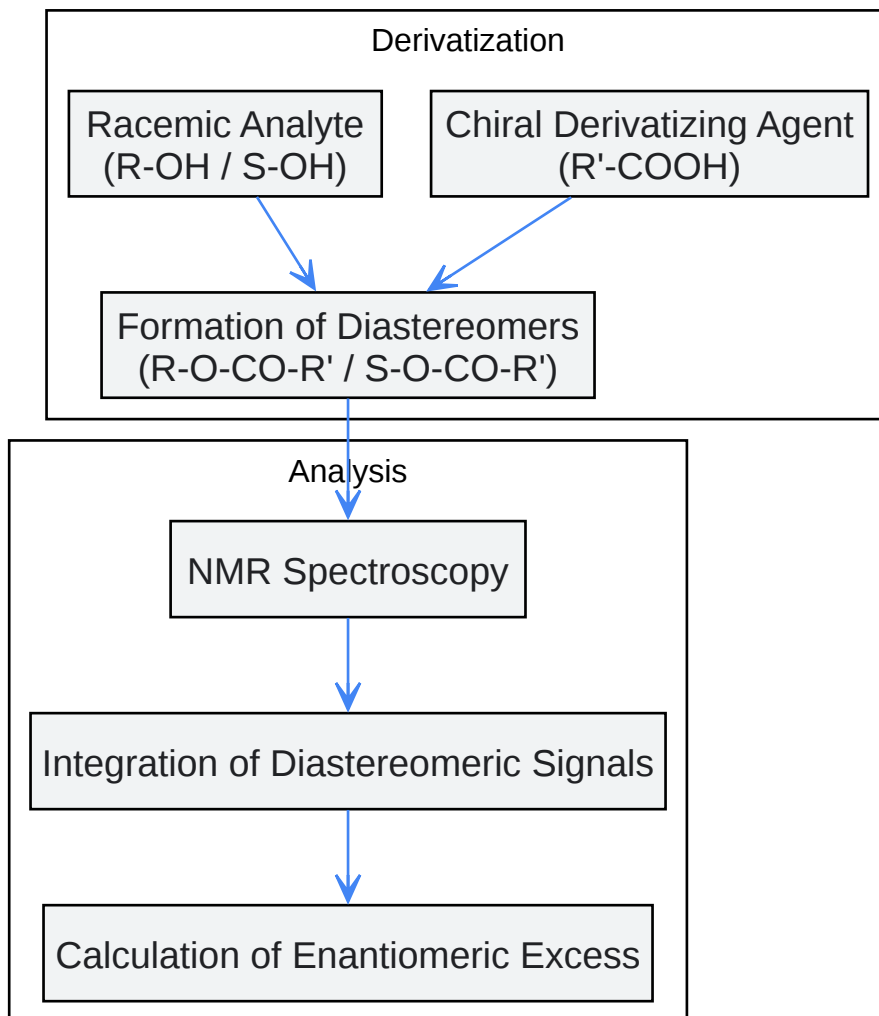 Derivatization
Racemic Analyte
(R-OH / S-OH)
Chiral Derivatizing Agent
(R'-COOH)
Formation of Diastereomers
(R-O-CO-R' / S-O-CO-R')
Analysis
NMR Spectroscopy
Integration of Diastereomeric Signals
Calculation of Enantiomeric Excess